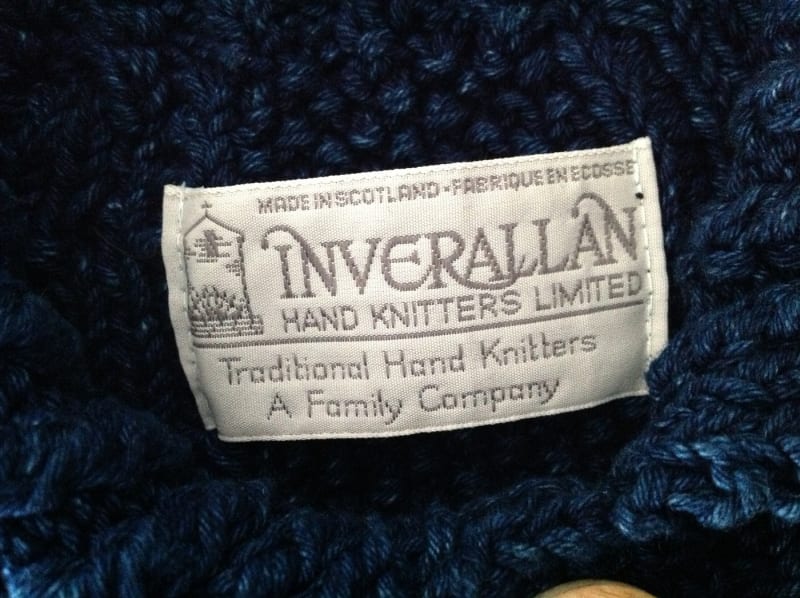 MADE IN SCOTLAND · FABRIQUE EN ECOSSE
INVERALLAN
HAND KNITTERS LIMITED
Traditional Hand Knitters
A Family Company